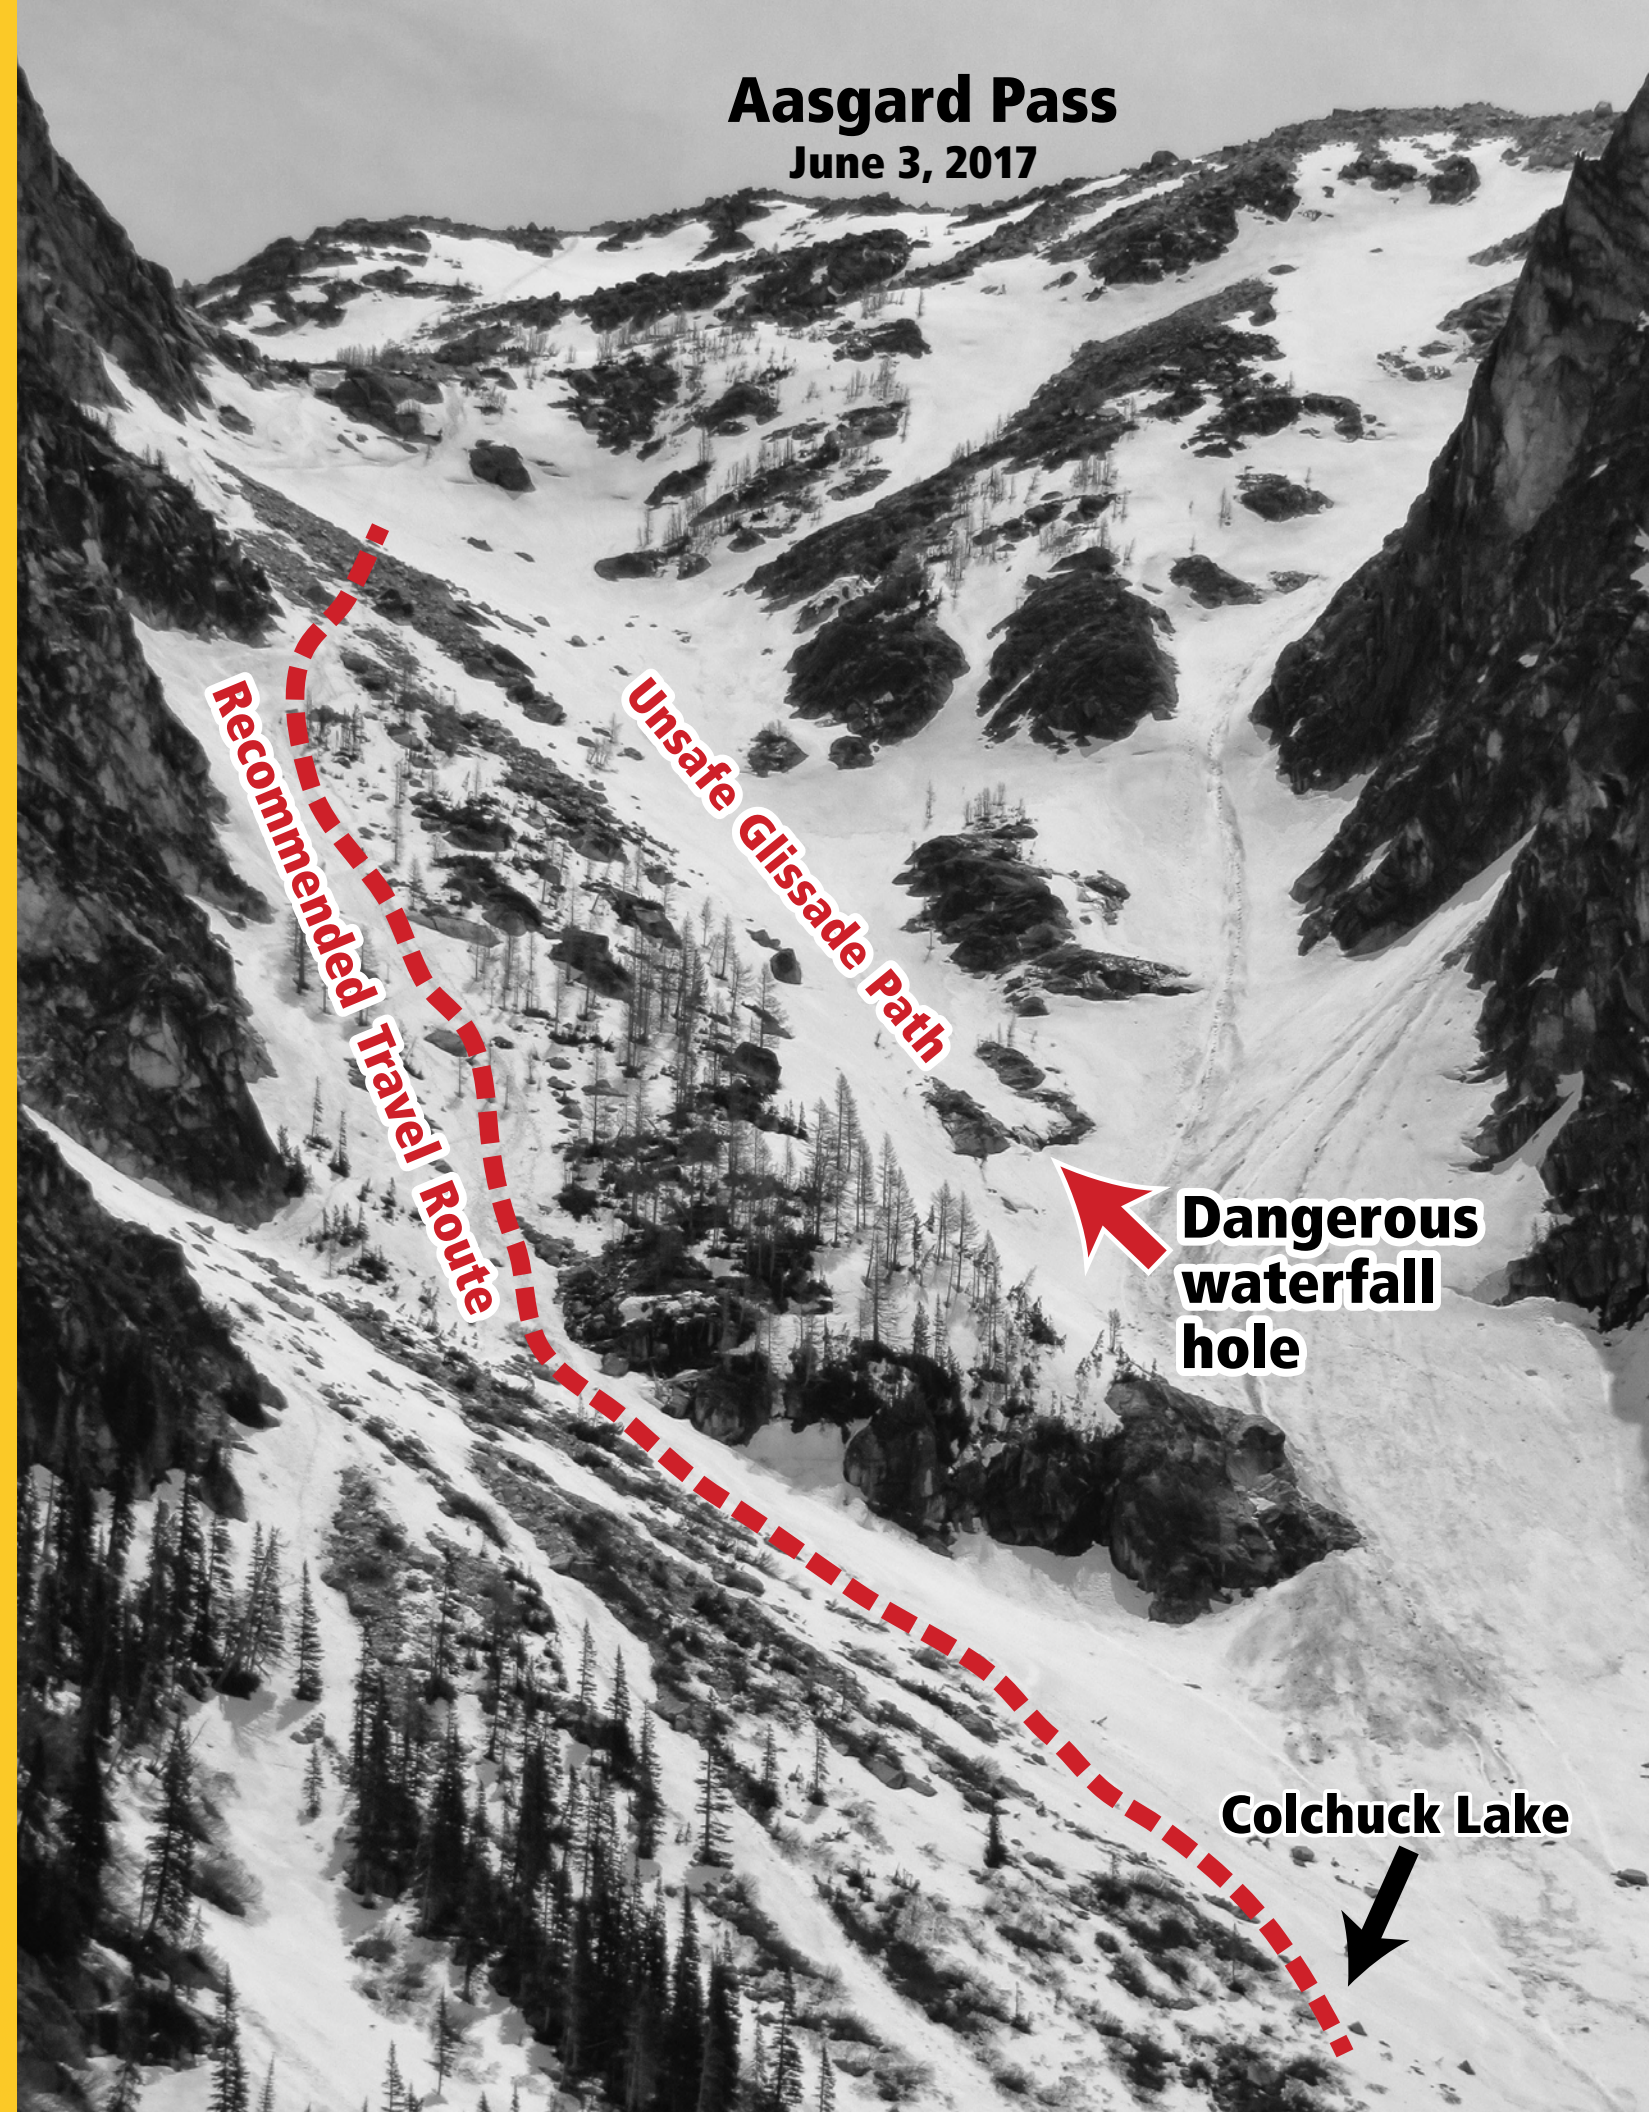 Aasgard Pass
June 3, 2017
Recommended Travel Route
Unsafe Glissade Path
Dangerous
waterfall
hole
Colchuck Lake